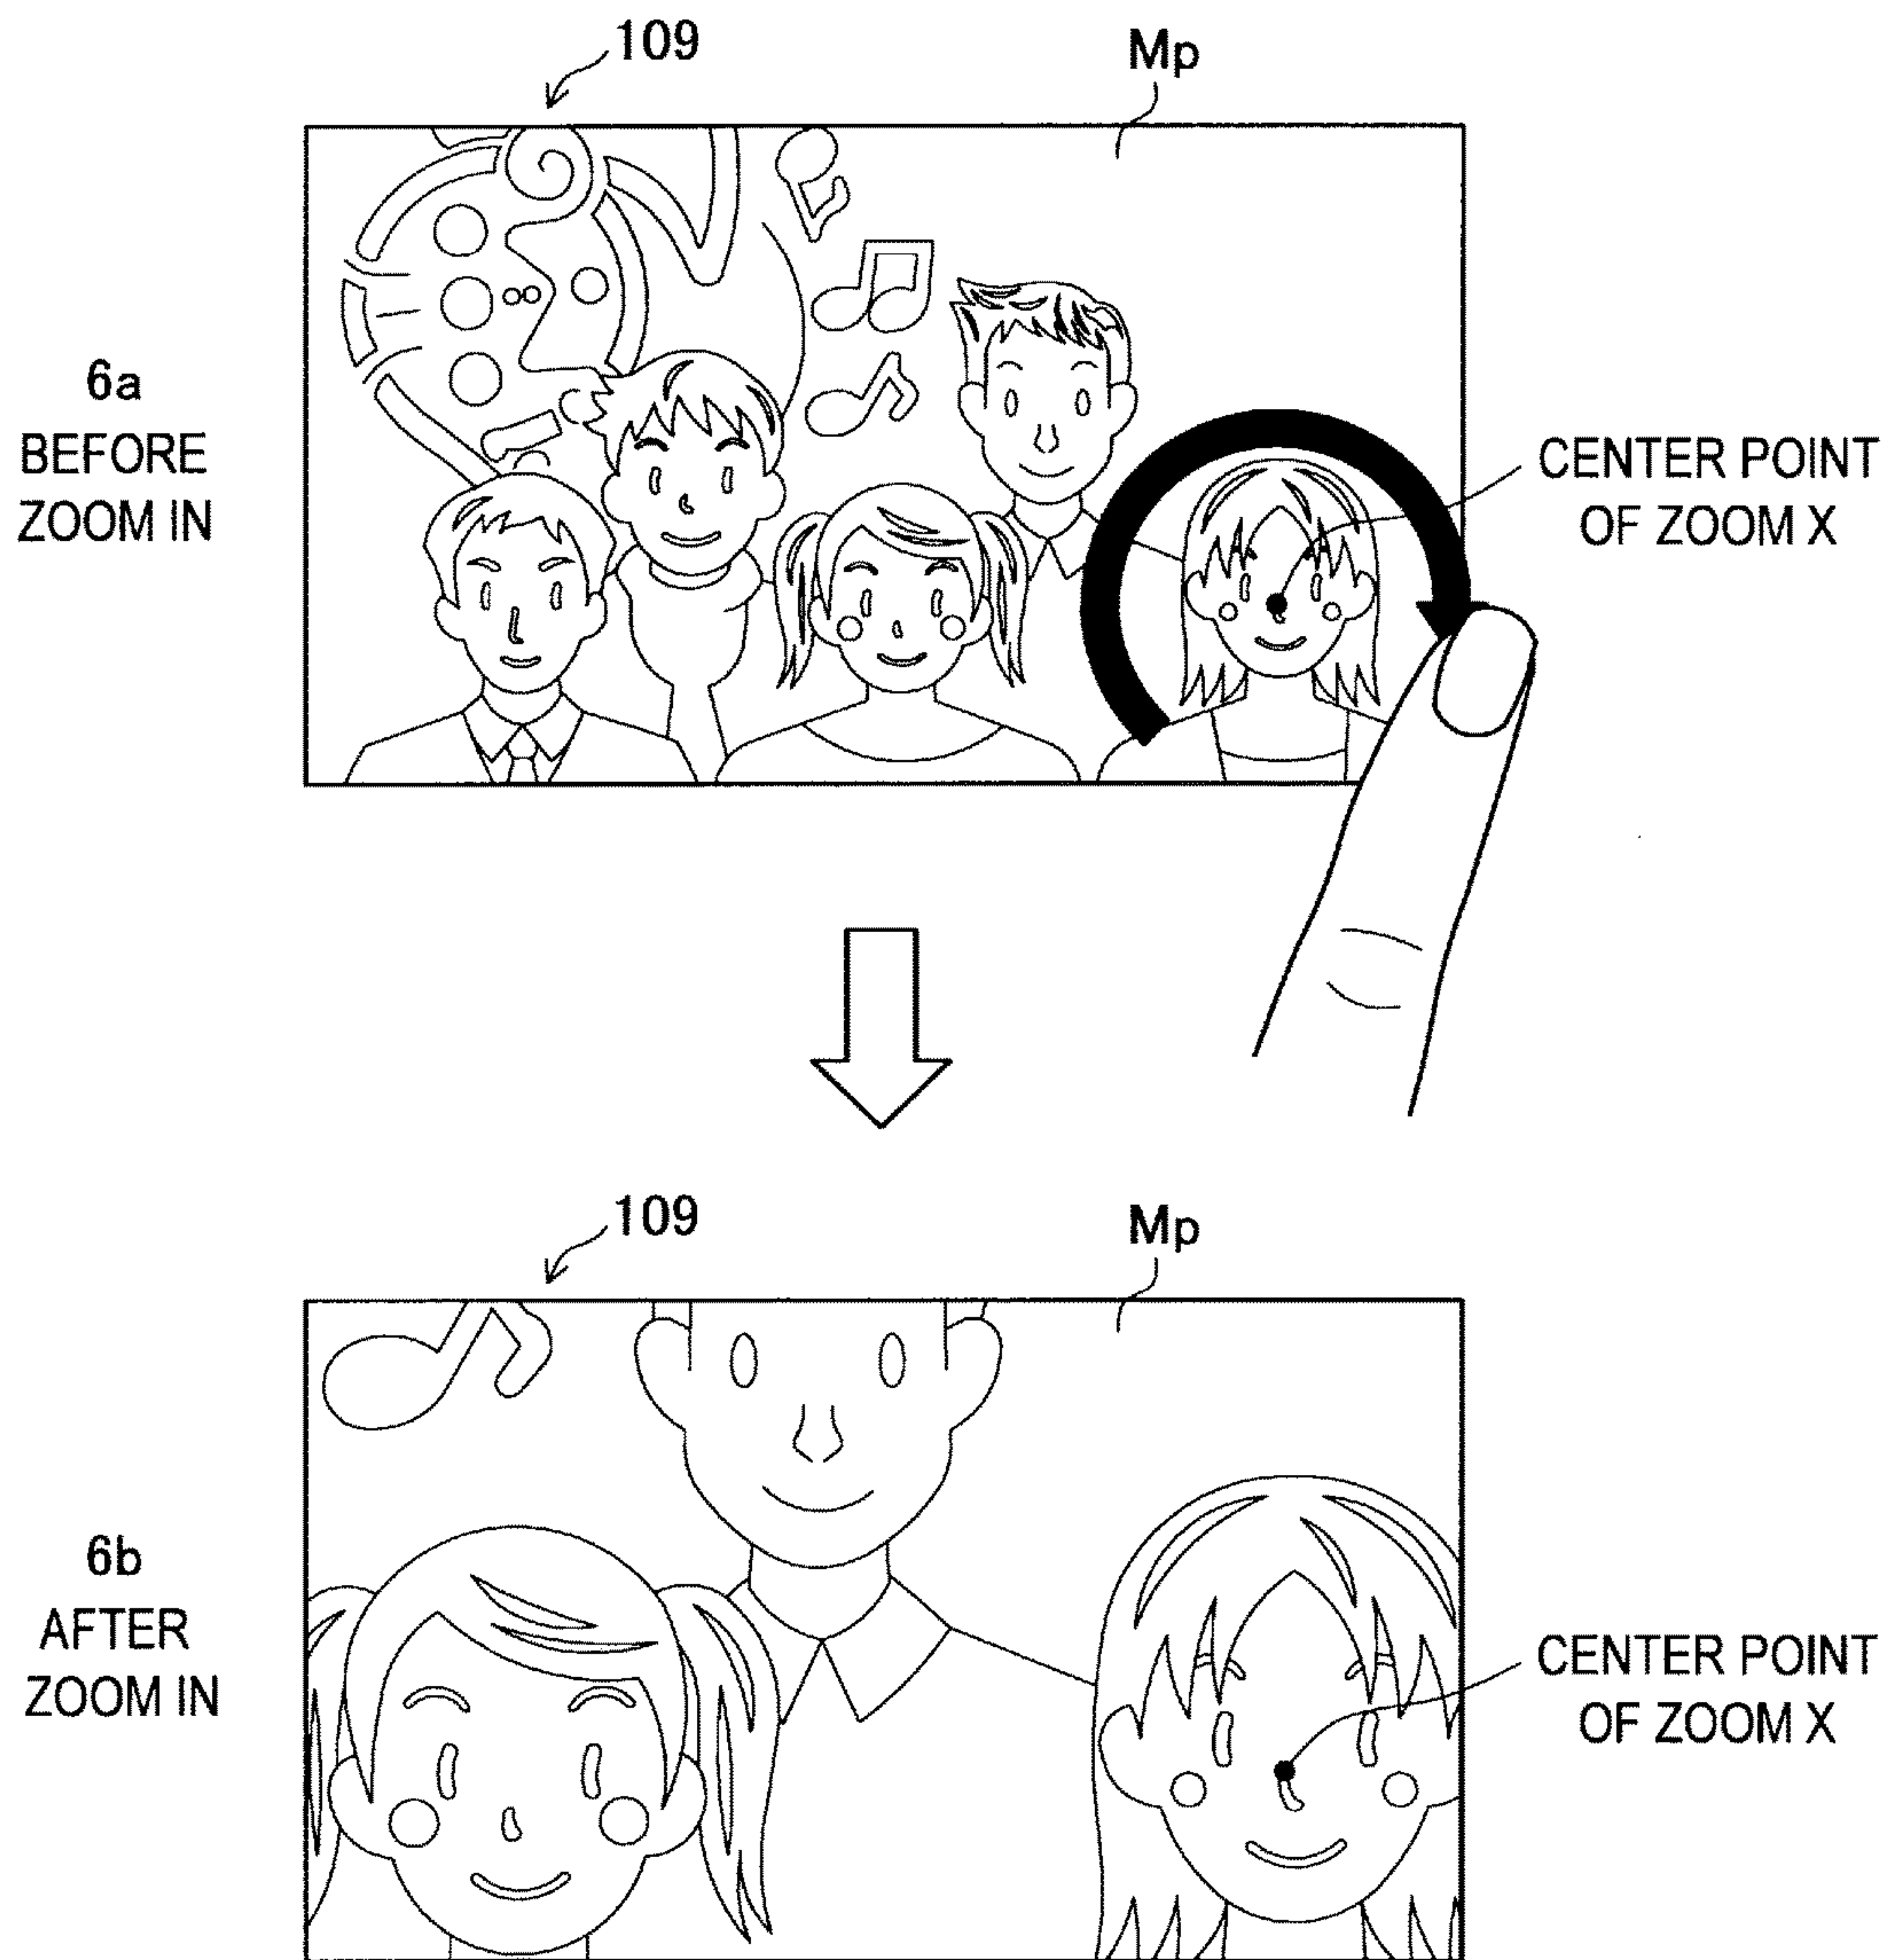 109
Mp
6a
BEFORE
ZOOM IN
CENTER POINT
OF ZOOM X
109
Mp
6b
AFTER
ZOOM IN
CENTER POINT
OF ZOOM X